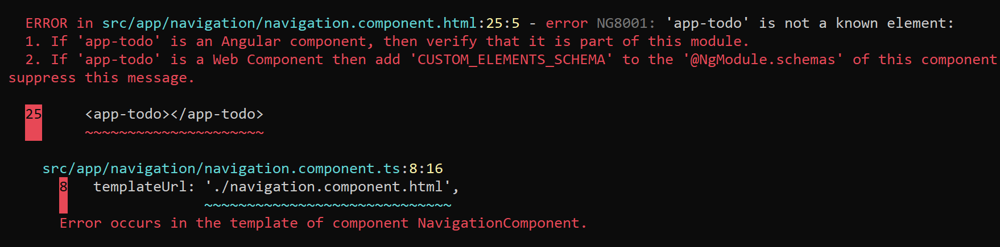 ERROR in src/app/navigation/navigation.component.html:25:5 - error NG8001: 'app-todo' is not a known element:
1. If 'app-todo' is an Angular component, then verify that it is part of this module.
2. If 'app-todo' is a Web Component then add 'CUSTOM_ELEMENTS_SCHEMA' to the '@NgModule.schemas' of this component
suppress this message.
25     <app-todo></app-todo>
~~~~~~~~~~~~~~~~~~~~~
src/app/navigation/navigation.component.ts:8:16
8   templateUrl: './navigation.component.html',
~~~~~~~~~~~~~~~~~~~~~~~~~~~~~
Error occurs in the template of component NavigationComponent.